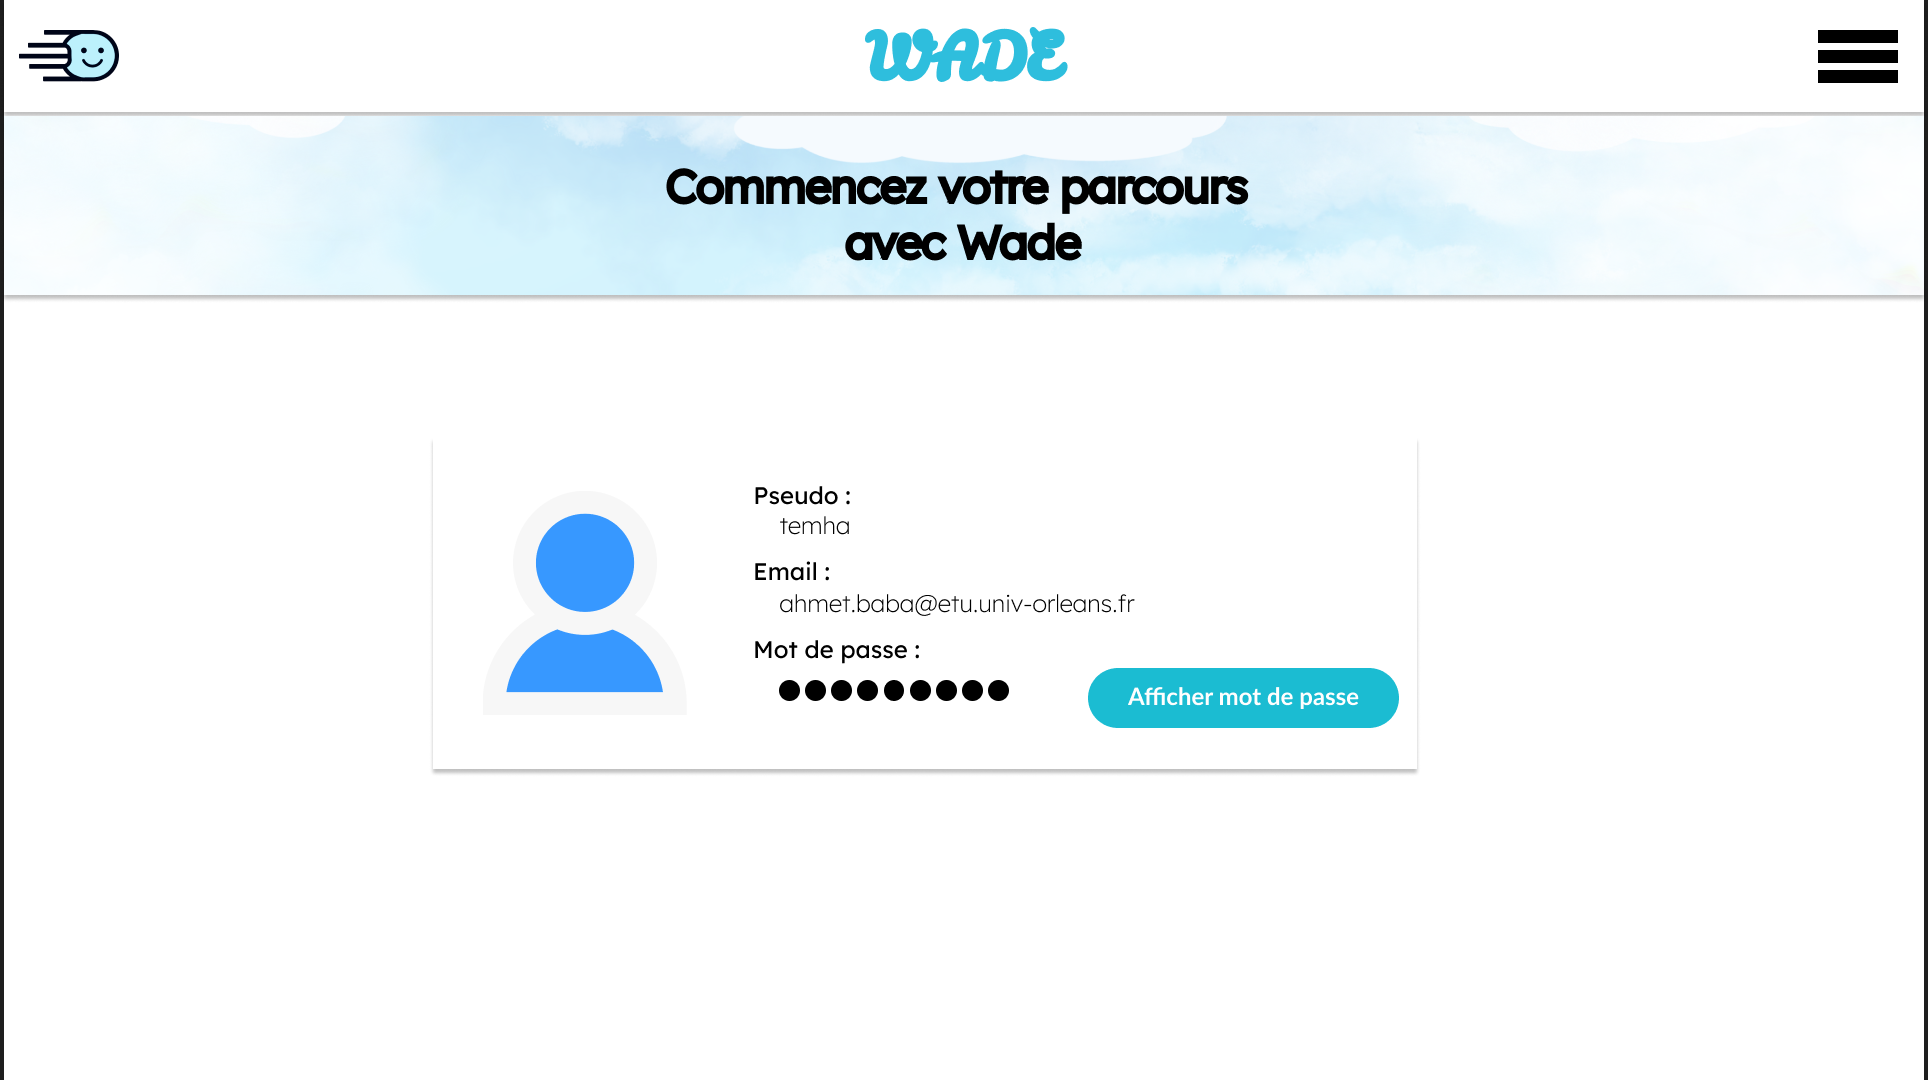 WADE
Commencez votre parcours
avec Wade
Pseudo :
temha
Email :
ahmet.baba@etu.univ-orleans.fr
Mot de passe :
●●●●●●●●●
Afficher mot de passe